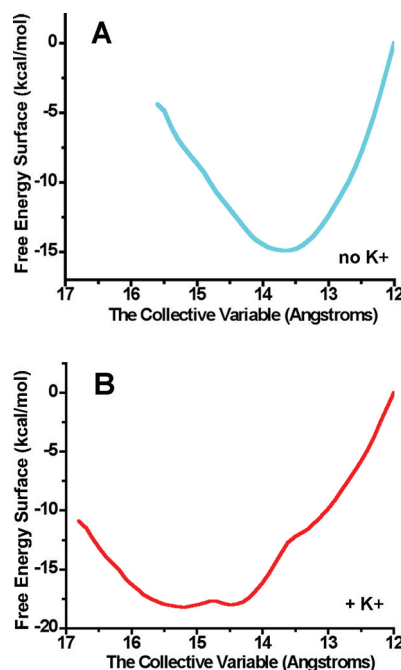 A
Free Energy Surface (kcal/mol)
0
-5
-10
-15
no K+
17 16 15 14 13 12
The Collective Variable (Angstroms)
B
Free Energy Surface (kcal/mol)
0
-5
-10
-15
-20
+ K+
17 16 15 14 13 12
The Collective Variable (Angstroms)